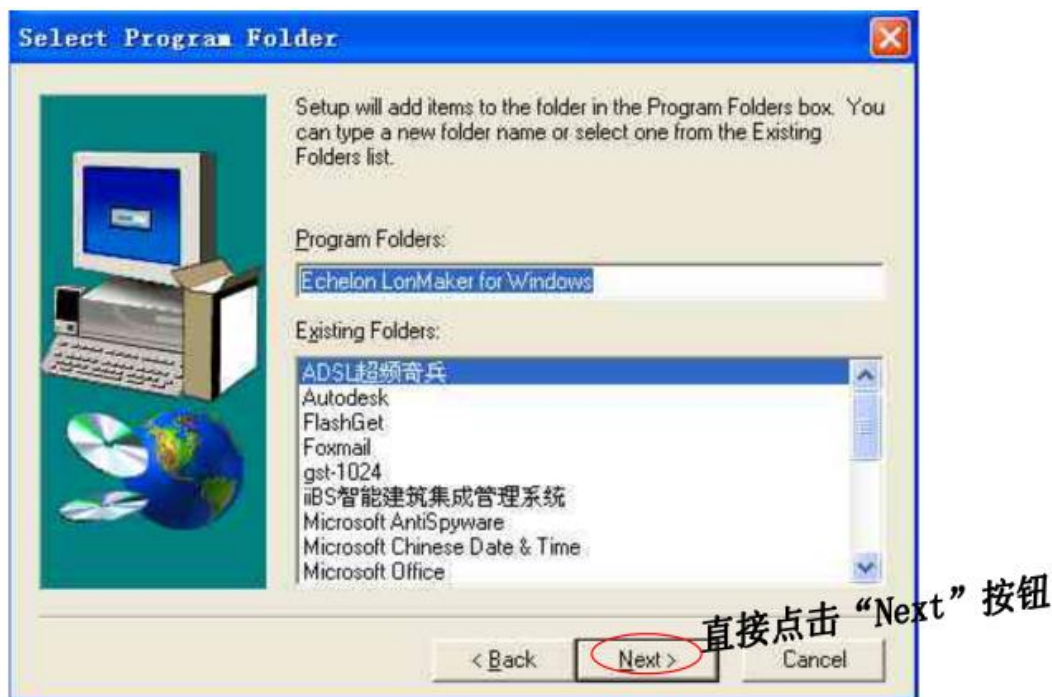 Select Program Folder
Setup will add items to the folder in the Program Folders box. You
can type a new folder name or select one from the Existing
Folders list.
Program Folders:
Echelon LonMaker for Windows
Existing Folders:
ADSL超频奇兵
Autodesk
FlashGet
Foxmail
gst-1024
iiBS智能建筑集成管理系统
Microsoft AntiSpyware
Microsoft Chinese Date & Time
Microsoft Office
直接点击“Next”按钮
< Back
Next >
Cancel